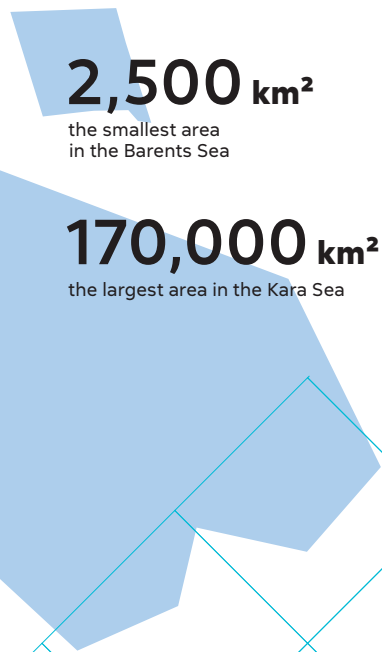 2,500 km²
the smallest area
in the Barents Sea
170,000 km²
the largest area in the Kara Sea